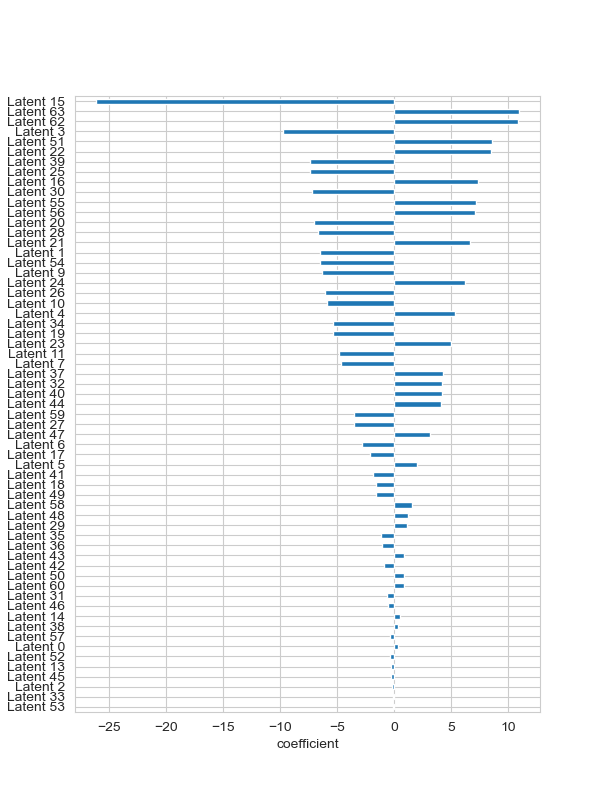 Latent 15
Latent 63
Latent 62
Latent 3
Latent 51
Latent 22
Latent 39
Latent 25
Latent 16
Latent 30
Latent 55
Latent 56
Latent 20
Latent 28
Latent 21
Latent 1
Latent 54
Latent 9
Latent 24
Latent 26
Latent 10
Latent 4
Latent 34
Latent 19
Latent 23
Latent 11
Latent 7
Latent 37
Latent 32
Latent 40
Latent 44
Latent 59
Latent 27
Latent 47
Latent 6
Latent 17
Latent 5
Latent 41
Latent 18
Latent 49
Latent 58
Latent 48
Latent 29
Latent 35
Latent 36
Latent 43
Latent 42
Latent 50
Latent 60
Latent 31
Latent 46
Latent 14
Latent 38
Latent 57
Latent 0
Latent 52
Latent 13
Latent 45
Latent 2
Latent 33
Latent 53
−25 −20 −15 −10 −5 0 5 10
coefficient